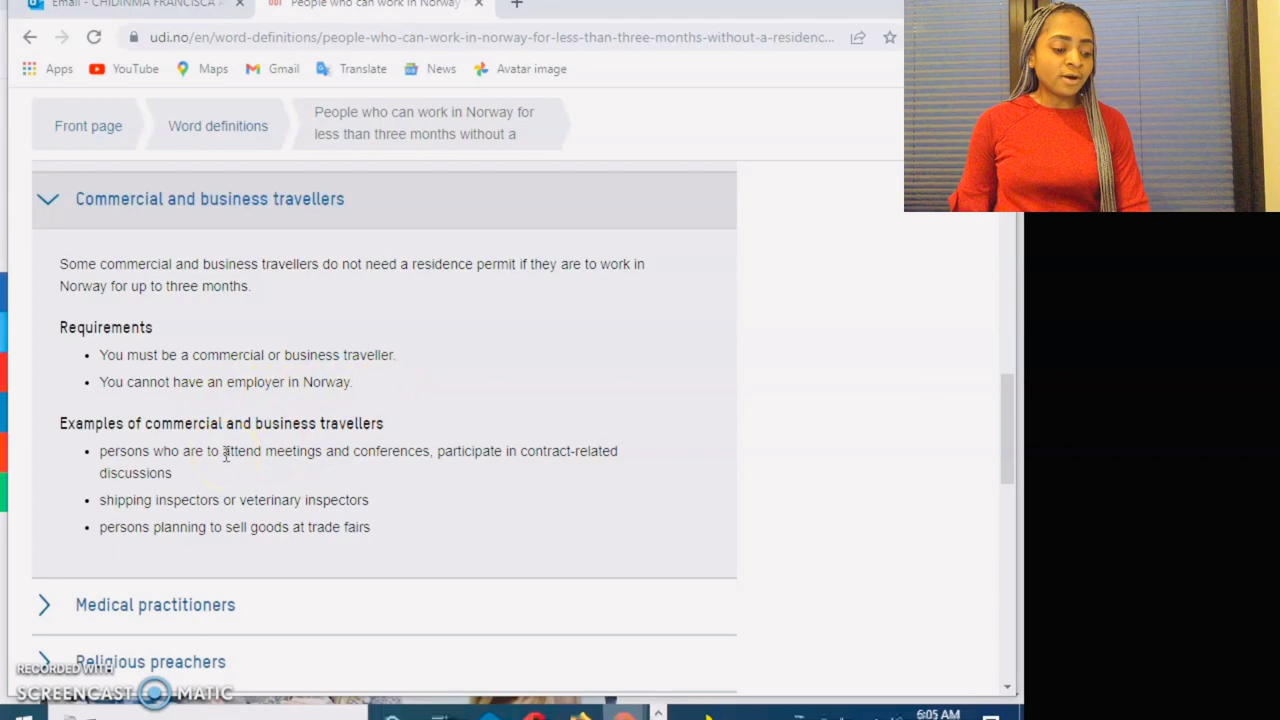 Email - CHIDINMA FRANCISCA
People who can work in Norway
udi.no/en/word-definitions/people-who-can-work-in-norway-for-less-than-three-months-without-a-residenc...
Apps YouTube Maps Gmail Translate News Avatar image
Front page
Word definitions
People who can work in Norway for
less than three months without a
Commercial and business travellers
Some commercial and business travellers do not need a residence permit if they are to work in
Norway for up to three months.
Requirements
• You must be a commercial or business traveller.
• You cannot have an employer in Norway.
Examples of commercial and business travellers
• persons who are to attend meetings and conferences, participate in contract-related
discussions
• shipping inspectors or veterinary inspectors
• persons planning to sell goods at trade fairs
Medical practitioners
Religious preachers
RECORDED WITH
SCREENCAST MATIC
6:05 AM